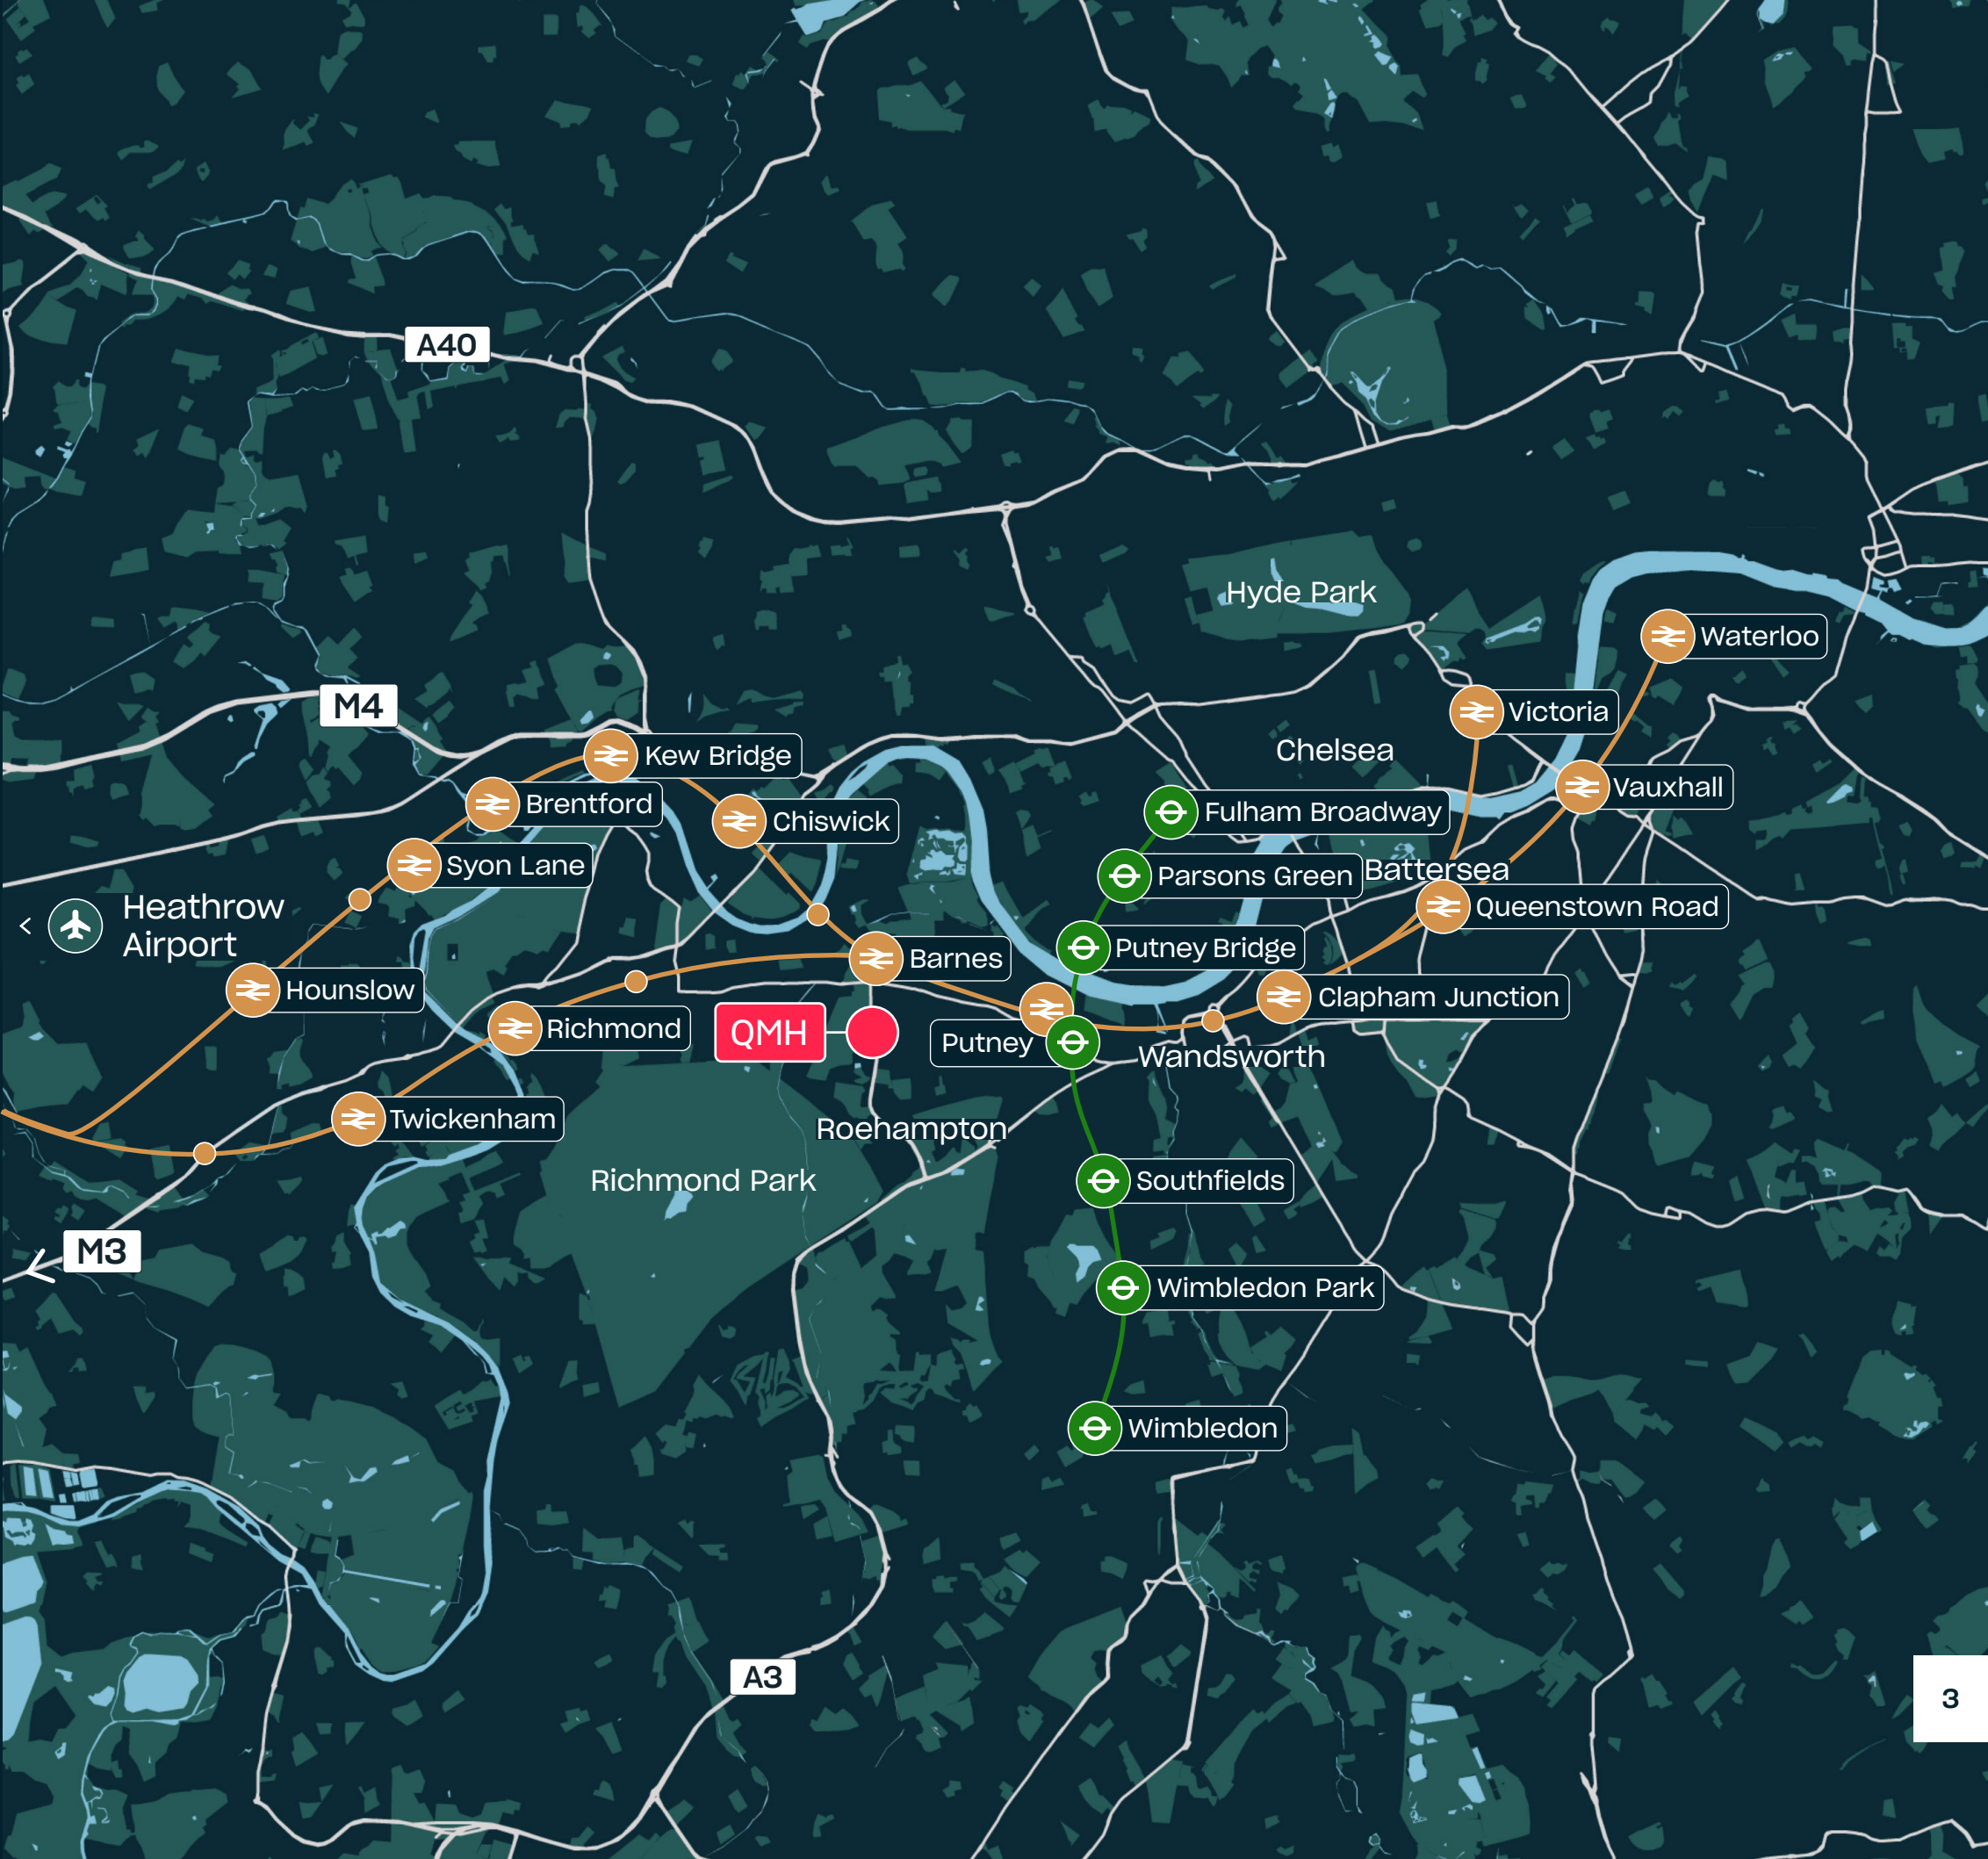 A40
Hyde Park
Waterloo
M4
Victoria
Chelsea
Kew Bridge
Vauxhall
Brentford
Fulham Broadway
Chiswick
Syon Lane
Battersea
Parsons Green
Heathrow
Airport
Queenstown Road
Putney Bridge
Barnes
Hounslow
Clapham Junction
Richmond
QMH
Putney
Wandsworth
Twickenham
Roehampton
Richmond Park
Southfields
M3
Wimbledon Park
Wimbledon
A3
3